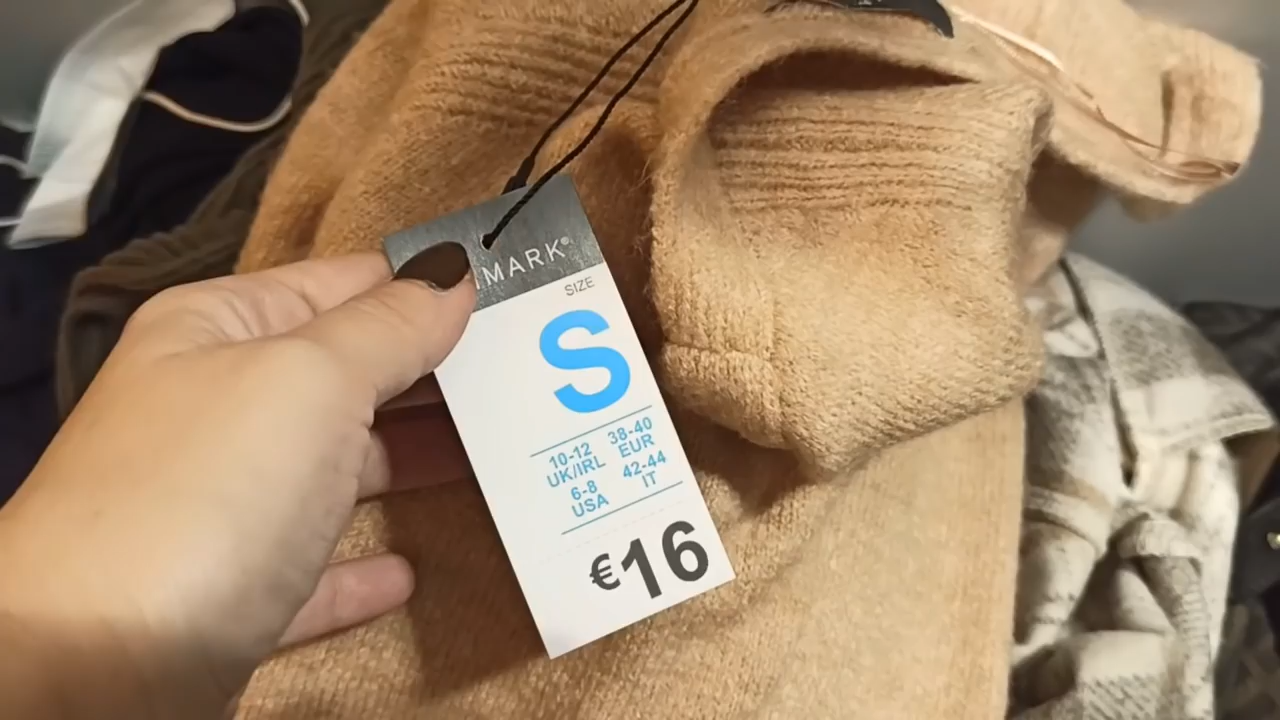 MARK®
SIZE
S
10-12 38-40
UK/IRL EUR
6-8 42-44
USA IT
€16